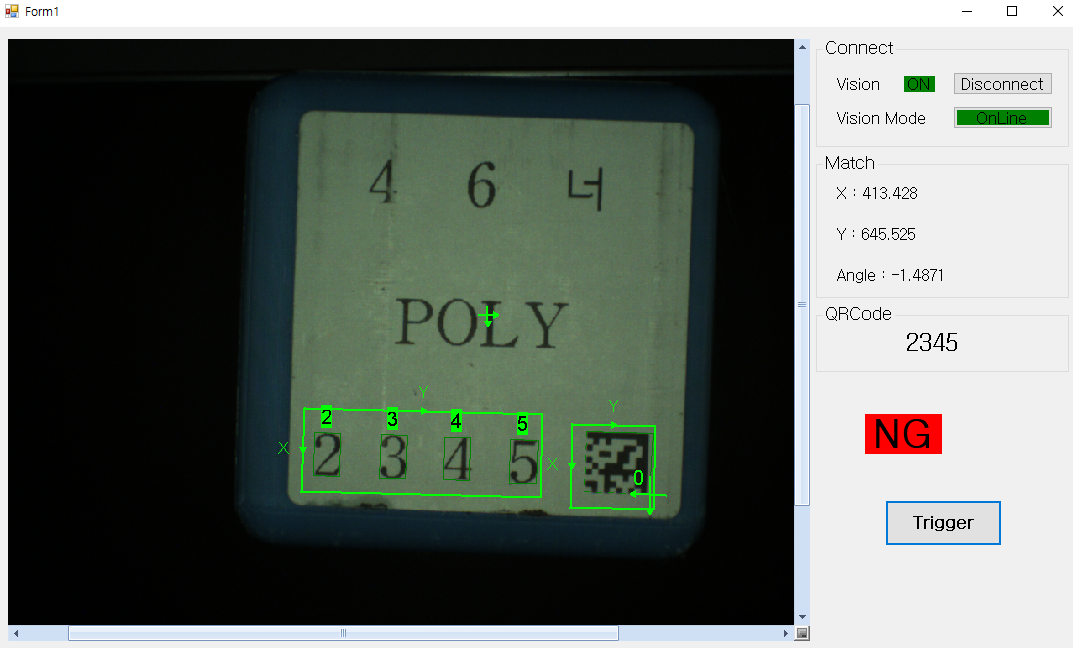 Form1
4 6 너
POLY
Y
2 3 4 5
X
2 3 4 5
Y
X
0
Connect
Vision ON Disconnect
Vision Mode OnLine
Match
X : 413.428
Y : 645.525
Angle : -1.4871
QRCode
2345
NG
Trigger